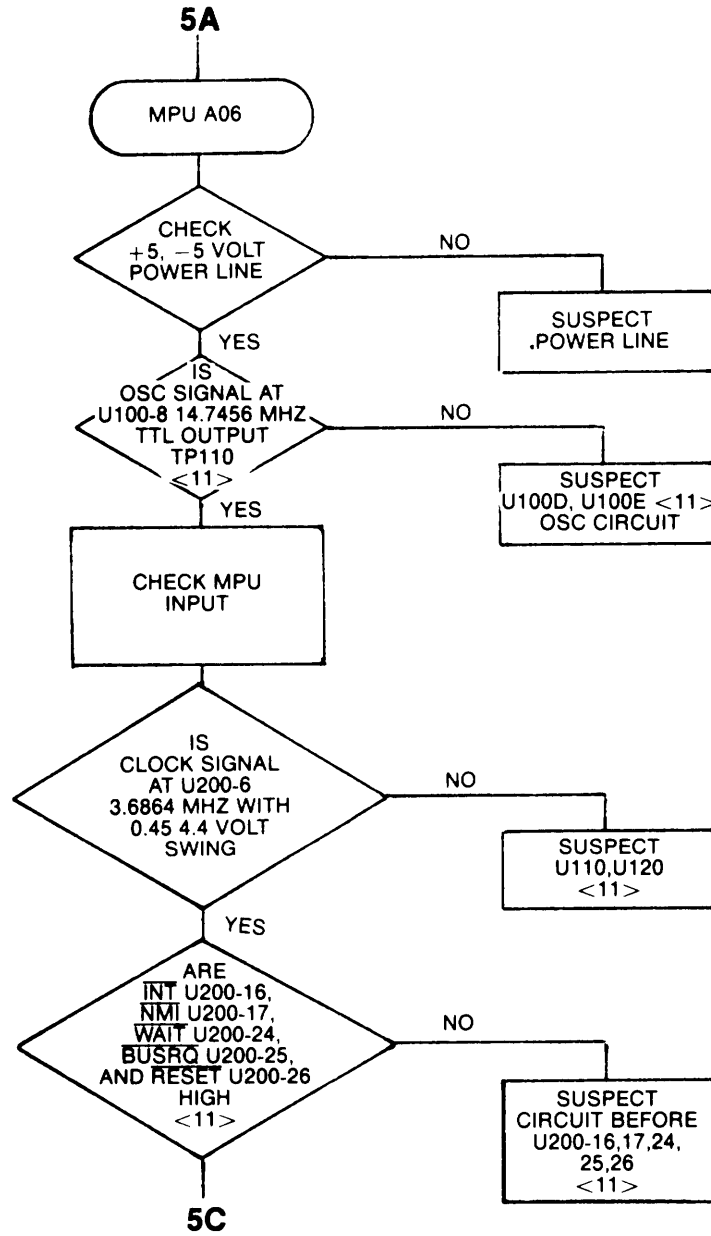 5A
MPU A06
CHECK
+5, −5 VOLT
POWER LINE
NO
SUSPECT
.POWER LINE
YES
IS
OSC SIGNAL AT
U100-8 14.7456 MHZ
TTL OUTPUT
TP110
<11>
NO
SUSPECT
U100D, U100E <11>
OSC CIRCUIT
YES
CHECK MPU
INPUT
IS
CLOCK SIGNAL
AT U200-6
3.6864 MHZ WITH
0.45 4.4 VOLT
SWING
NO
SUSPECT
U110,U120
<11>
YES
ARE
INT U200-16,
NMI U200-17,
WAIT U200-24,
BUSRQ U200-25,
AND RESET U200-26
HIGH
<11>
NO
SUSPECT
CIRCUIT BEFORE
U200-16,17,24,
25,26
<11>
5C